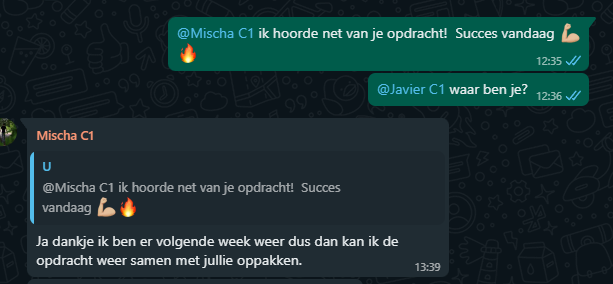 @Mischa C1 ik hoorde net van je opdracht!  Succes vandaag 💪🏼
🔥
12:35
@Javier C1 waar ben je?
12:36
Mischa C1
U
@Mischa C1 ik hoorde net van je opdracht!  Succes
vandaag 💪🏼🔥
Ja dankje ik ben er volgende week weer dus dan kan ik de
opdracht weer samen met jullie oppakken.
13:39